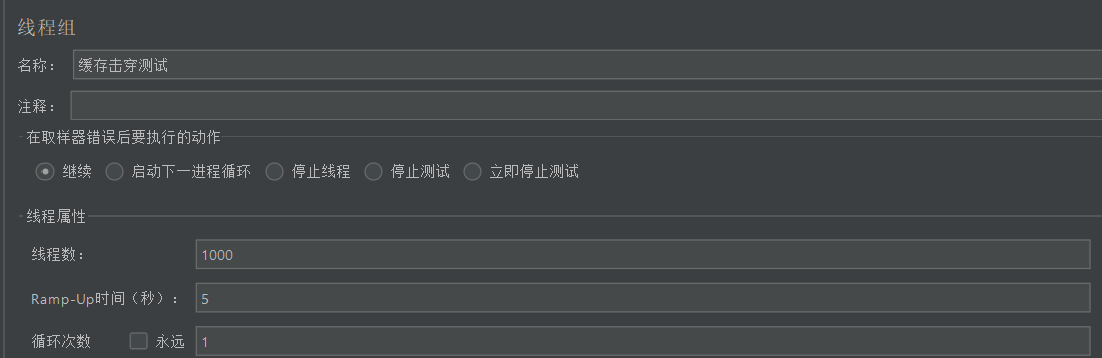 线程组
名称： 缓存击穿测试
注释：
在取样器错误后要执行的动作
继续 启动下一进程循环 停止线程 停止测试 立即停止测试
线程属性
线程数： 1000
Ramp-Up时间（秒）： 5
循环次数 永远 1